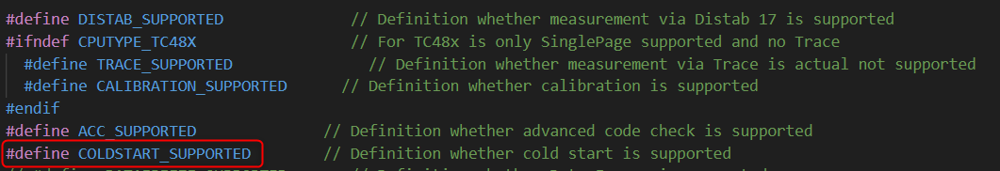 #define DISTAB_SUPPORTED // Definition whether measurement via Distab 17 is supported
#ifndef CPUTYPE_TC48X // For TC48x is only SinglePage supported and no Trace
#define TRACE_SUPPORTED // Definition whether measurement via Trace is actual not supported
#define CALIBRATION_SUPPORTED // Definition whether calibration is supported
#endif
#define ACC_SUPPORTED // Definition whether advanced code check is supported
#define COLDSTART_SUPPORTED // Definition whether cold start is supported